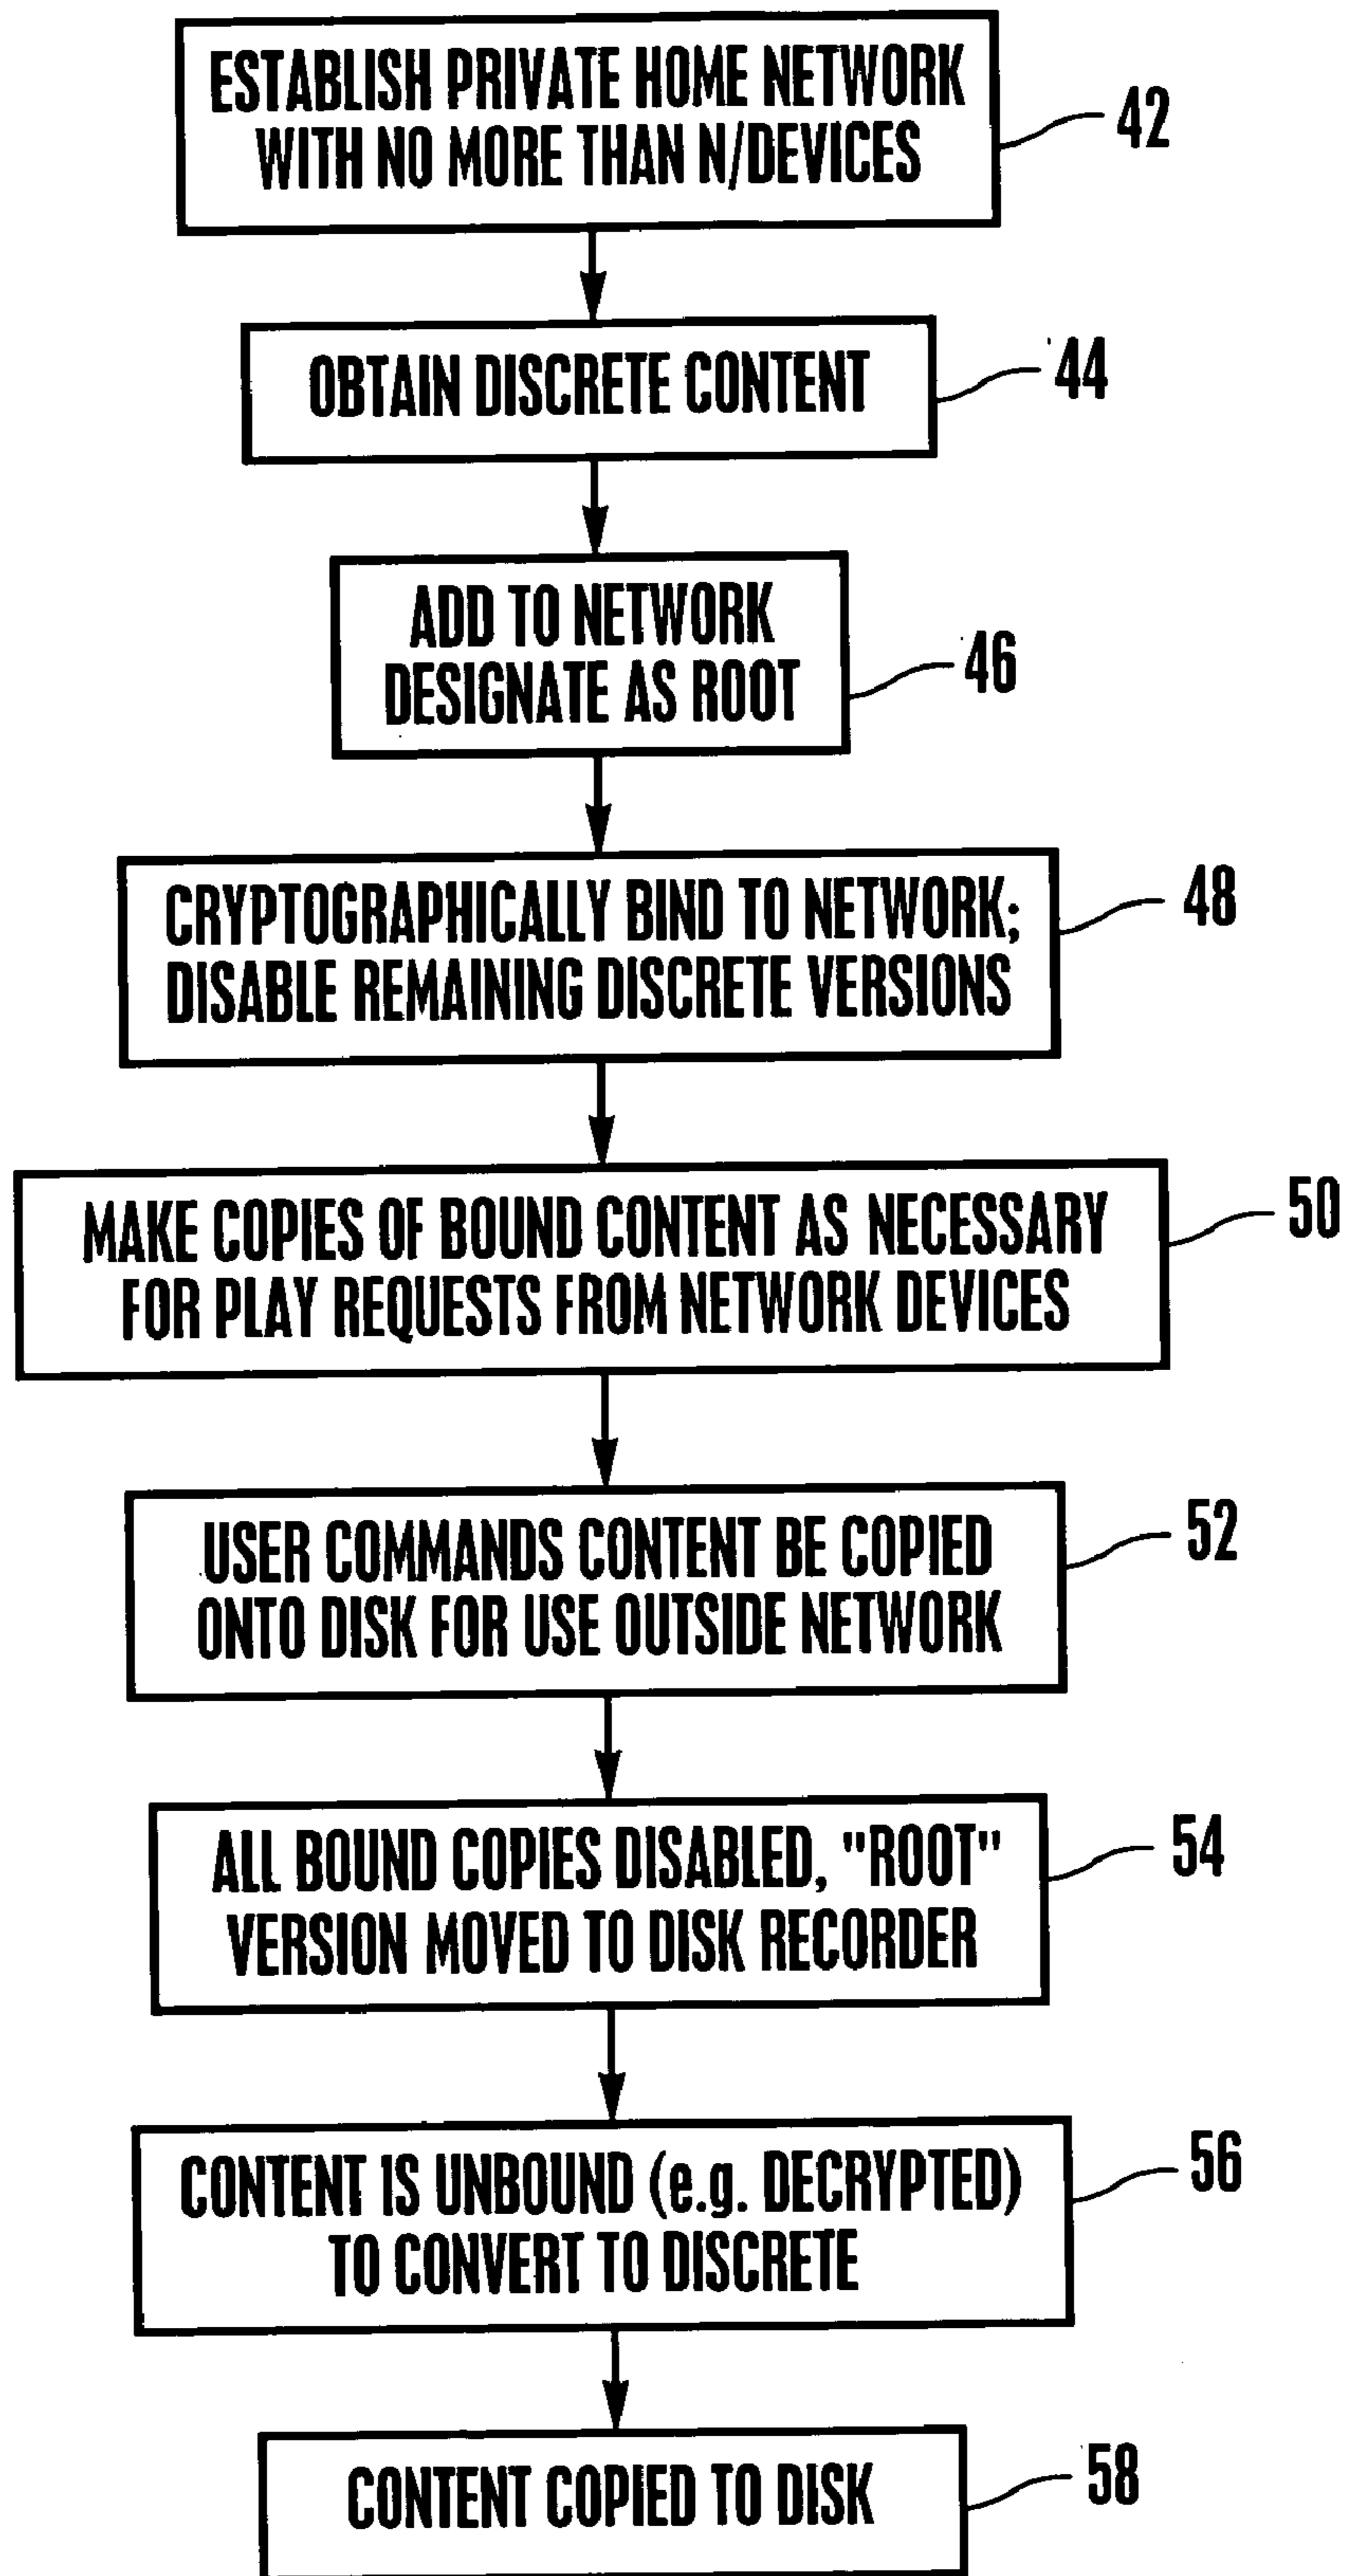 ESTABLISH PRIVATE HOME NETWORK
WITH NO MORE THAN N/DEVICES
42
OBTAIN DISCRETE CONTENT
44
ADD TO NETWORK
DESIGNATE AS ROOT
46
CRYPTOGRAPHICALLY BIND TO NETWORK;
DISABLE REMAINING DISCRETE VERSIONS
48
MAKE COPIES OF BOUND CONTENT AS NECESSARY
FOR PLAY REQUESTS FROM NETWORK DEVICES
50
USER COMMANDS CONTENT BE COPIED
ONTO DISK FOR USE OUTSIDE NETWORK
52
ALL BOUND COPIES DISABLED, "ROOT"
VERSION MOVED TO DISK RECORDER
54
CONTENT IS UNBOUND (e.g. DECRYPTED)
TO CONVERT TO DISCRETE
56
CONTENT COPIED TO DISK
58